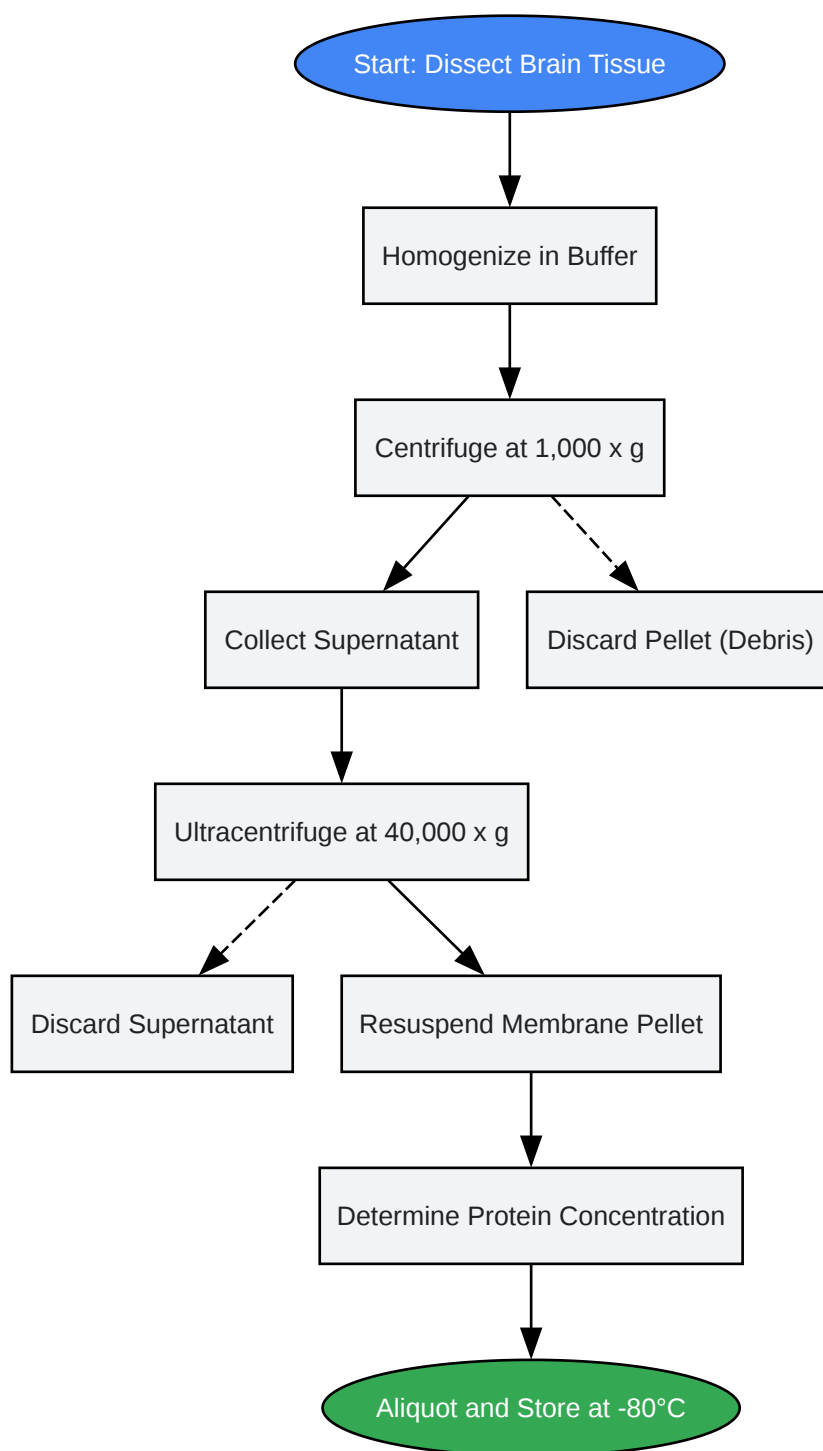 Start: Dissect Brain Tissue
Homogenize in Buffer
Centrifuge at 1,000 x g
Collect Supernatant
Discard Pellet (Debris)
Ultracentrifuge at 40,000 x g
Discard Supernatant
Resuspend Membrane Pellet
Determine Protein Concentration
Aliquot and Store at -80°C